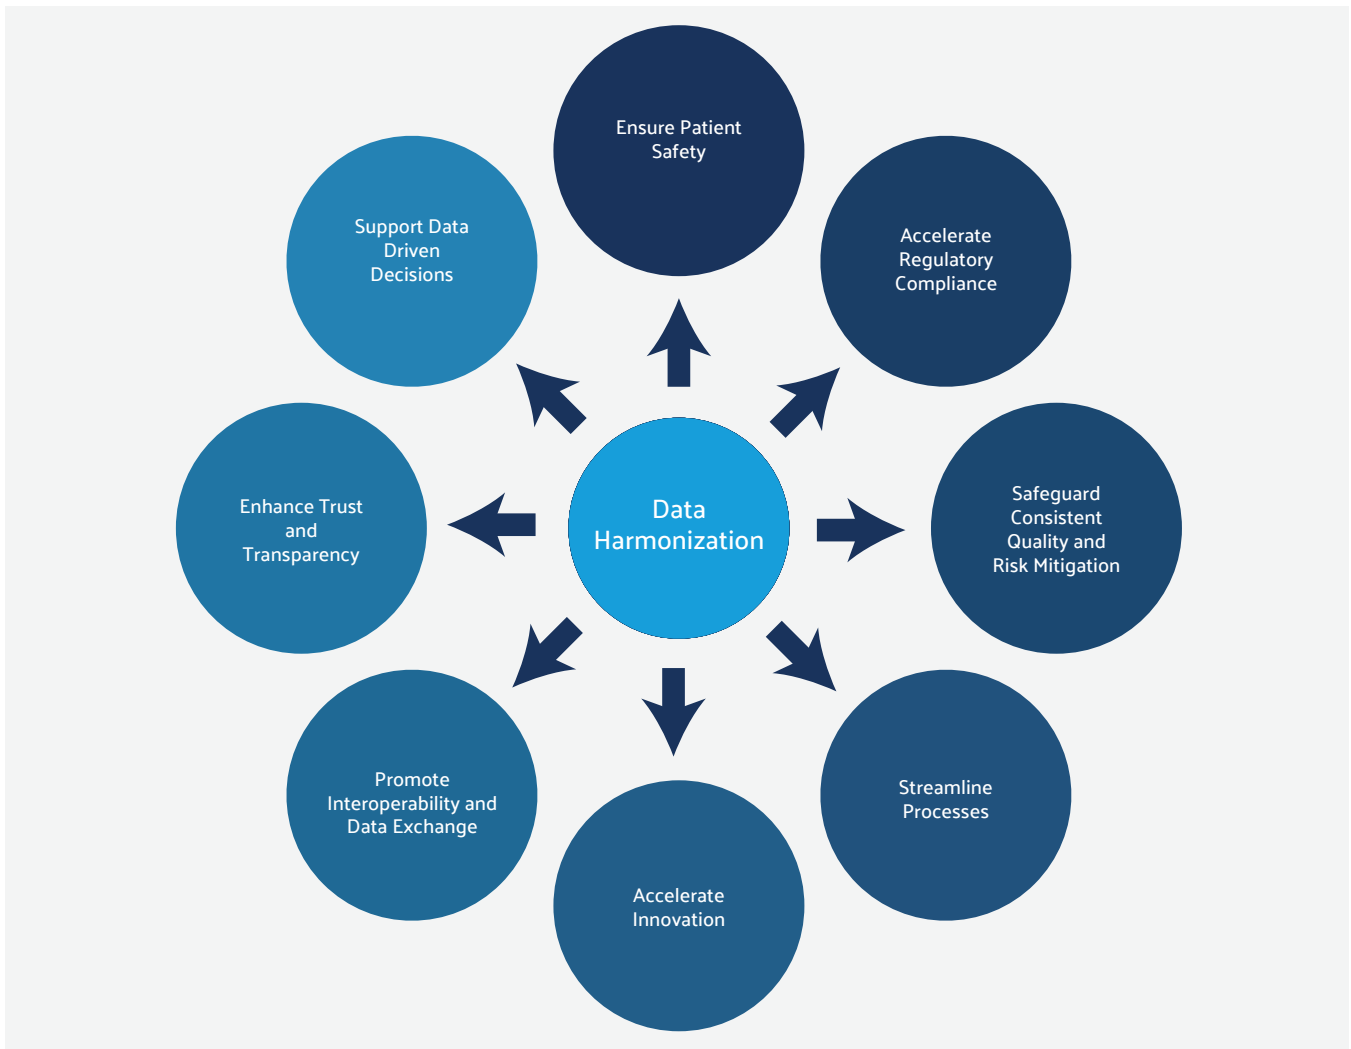 Ensure Patient
Safety
Accelerate
Regulatory
Compliance
Safeguard
Consistent
Quality and
Risk Mitigation
Streamline
Processes
Accelerate
Innovation
Promote
Interoperability and
Data Exchange
Enhance Trust
and
Transparency
Support Data
Driven
Decisions
Data
Harmonization